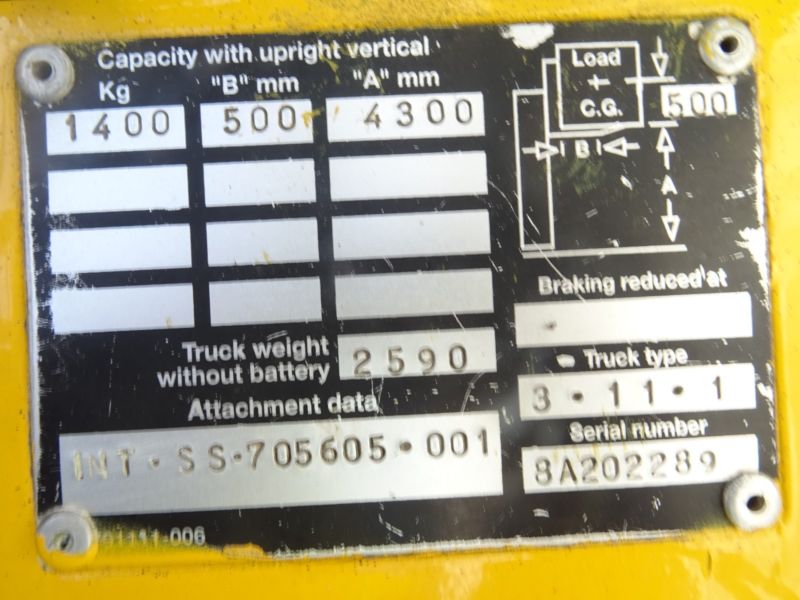 Capacity with upright vertical
Kg "B" mm "A" mm
1400 500 4300
Load
C.G.
500
B
A
Braking reduced at
Truck weight
without battery
2590
Truck type
3·11·1
Attachment data
INT·SS·705605·001
Serial number
8A202289